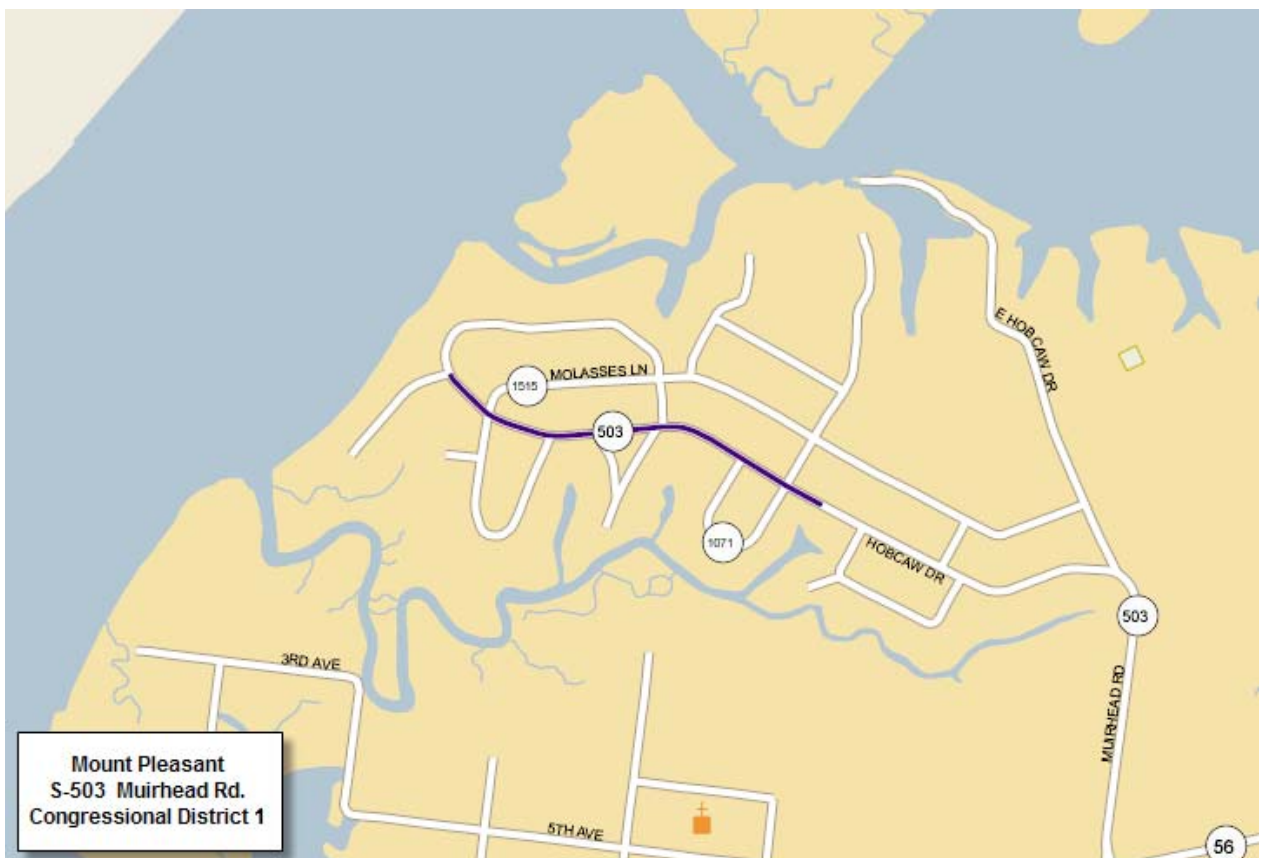 E HOBCAW DR
MOLASSES LN
1515
503
1071
HOBCAW DR
503
3RD AVE
MUIRHEAD RD
Mount Pleasant
S-503 Muirhead Rd.
Congressional District 1
5TH AVE
56